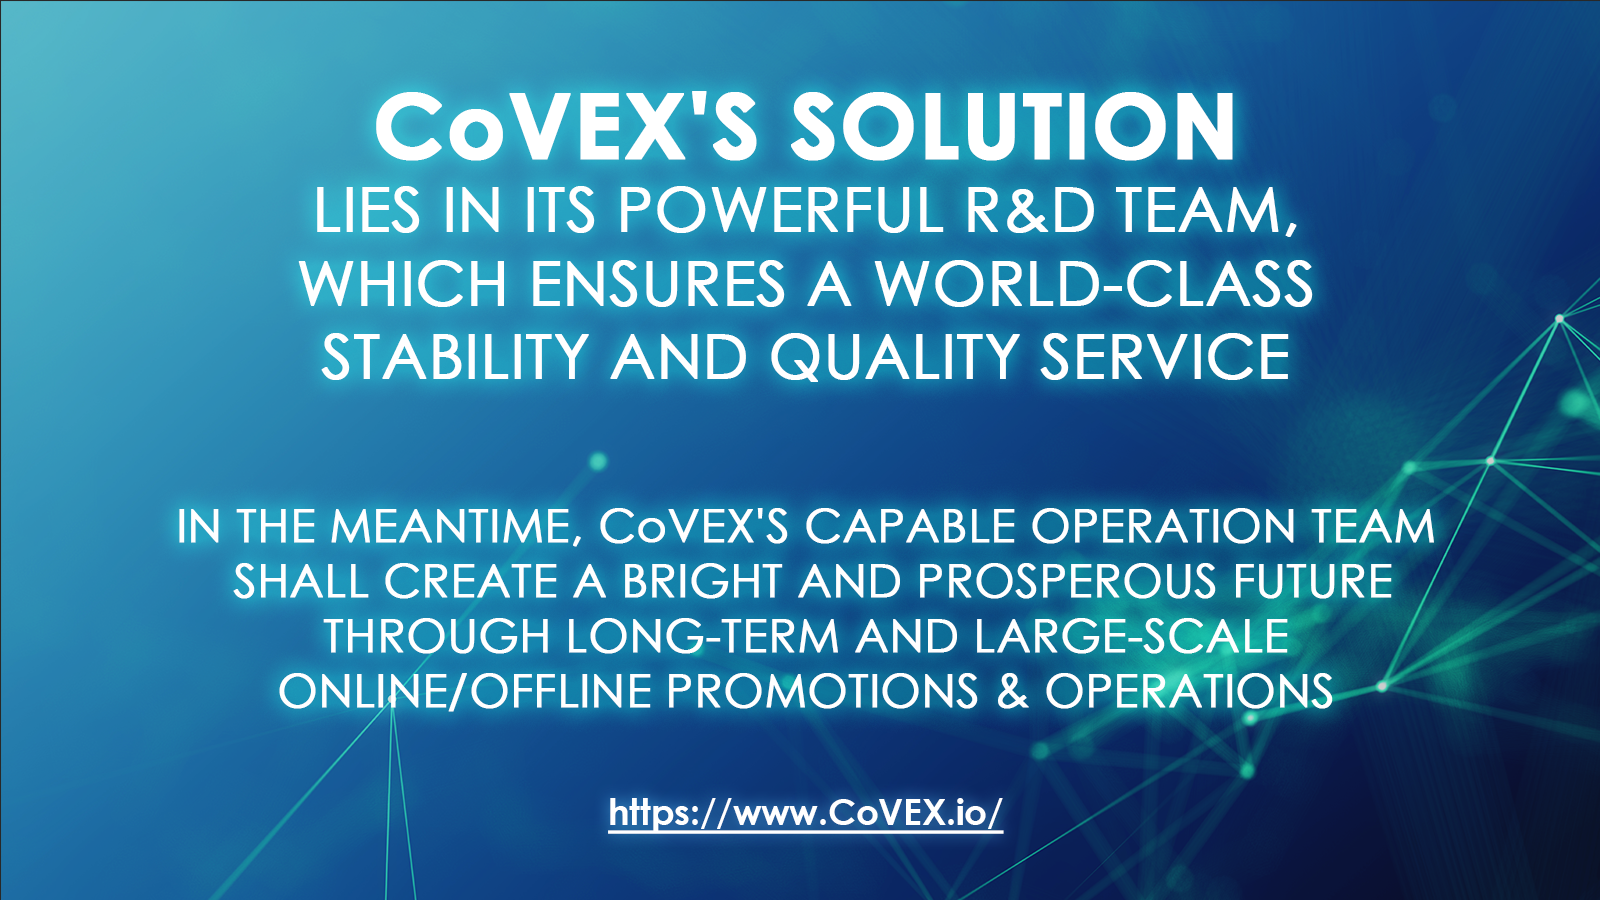 CoVEX'S SOLUTION
LIES IN ITS POWERFUL R&D TEAM,
WHICH ENSURES A WORLD-CLASS
STABILITY AND QUALITY SERVICE
IN THE MEANTIME, CoVEX'S CAPABLE OPERATION TEAM
SHALL CREATE A BRIGHT AND PROSPEROUS FUTURE
THROUGH LONG-TERM AND LARGE-SCALE
ONLINE/OFFLINE PROMOTIONS & OPERATIONS
https://www.CoVEX.io/